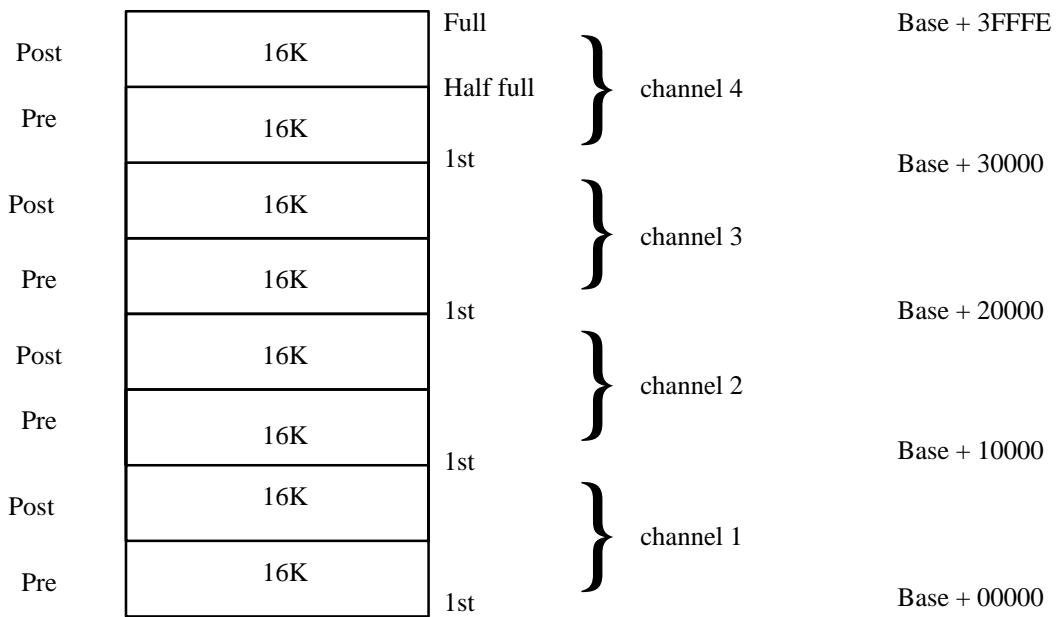 Full
Base + 3FFFE
Post
16K
Half full
channel 4
Pre
16K
1st
Base + 30000
Post
16K
channel 3
Pre
16K
1st
Base + 20000
Post
16K
channel 2
Pre
16K
1st
Base + 10000
Post
16K
channel 1
Pre
16K
1st
Base + 00000